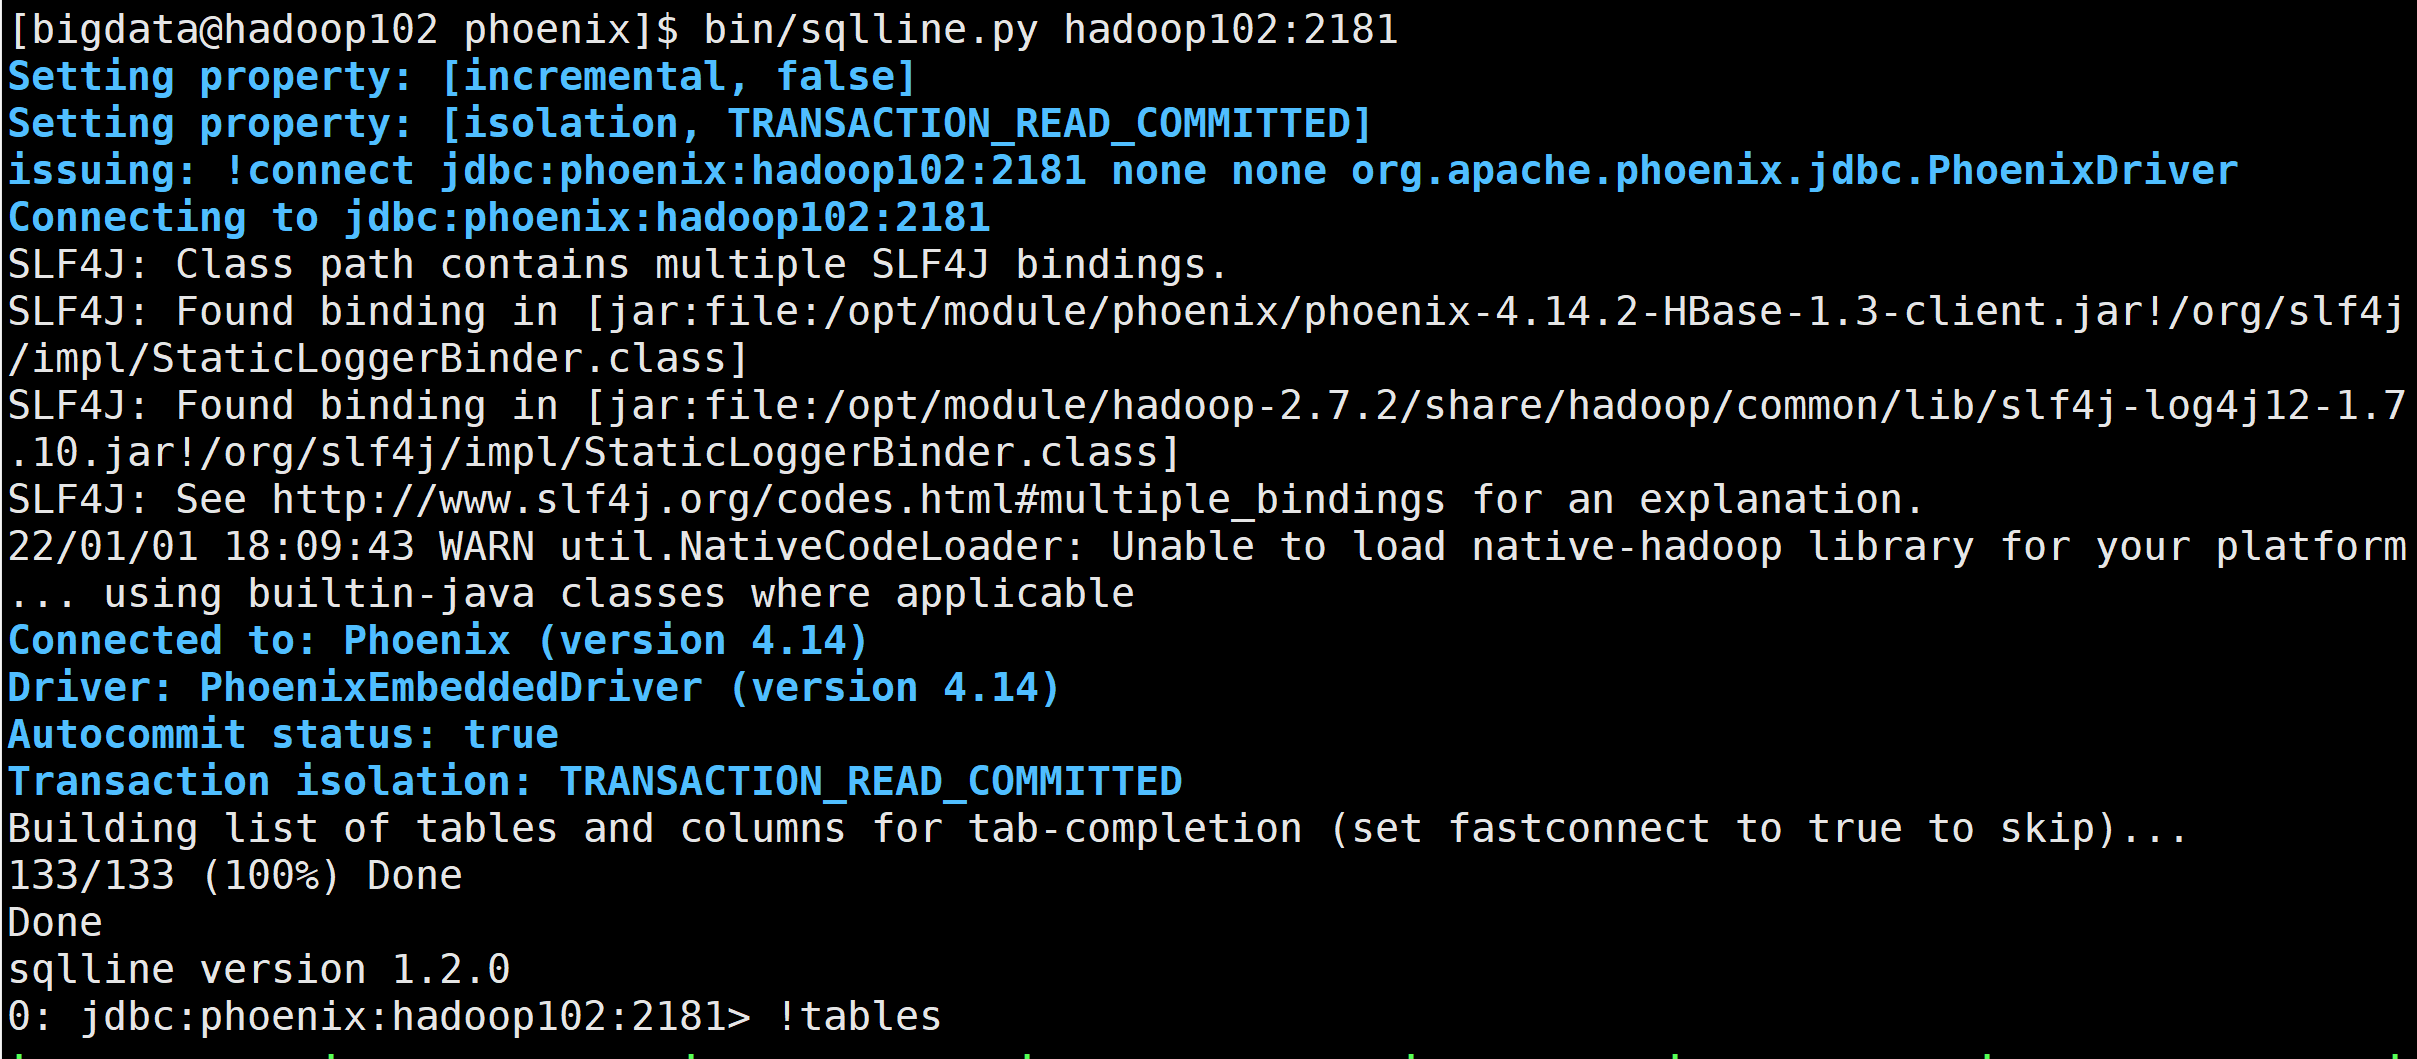 [bigdata@hadoop102 phoenix]$ bin/sqlline.py hadoop102:2181
Setting property: [incremental, false]
Setting property: [isolation, TRANSACTION_READ_COMMITTED]
issuing: !connect jdbc:phoenix:hadoop102:2181 none none org.apache.phoenix.jdbc.PhoenixDriver
Connecting to jdbc:phoenix:hadoop102:2181
SLF4J: Class path contains multiple SLF4J bindings.
SLF4J: Found binding in [jar:file:/opt/module/phoenix/phoenix-4.14.2-HBase-1.3-client.jar!/org/slf4j
/impl/StaticLoggerBinder.class]
SLF4J: Found binding in [jar:file:/opt/module/hadoop-2.7.2/share/hadoop/common/lib/slf4j-log4j12-1.7
.10.jar!/org/slf4j/impl/StaticLoggerBinder.class]
SLF4J: See http://www.slf4j.org/codes.html#multiple_bindings for an explanation.
22/01/01 18:09:43 WARN util.NativeCodeLoader: Unable to load native-hadoop library for your platform
... using builtin-java classes where applicable
Connected to: Phoenix (version 4.14)
Driver: PhoenixEmbeddedDriver (version 4.14)
Autocommit status: true
Transaction isolation: TRANSACTION_READ_COMMITTED
Building list of tables and columns for tab-completion (set fastconnect to true to skip)...
133/133 (100%) Done
Done
sqlline version 1.2.0
0: jdbc:phoenix:hadoop102:2181> !tables